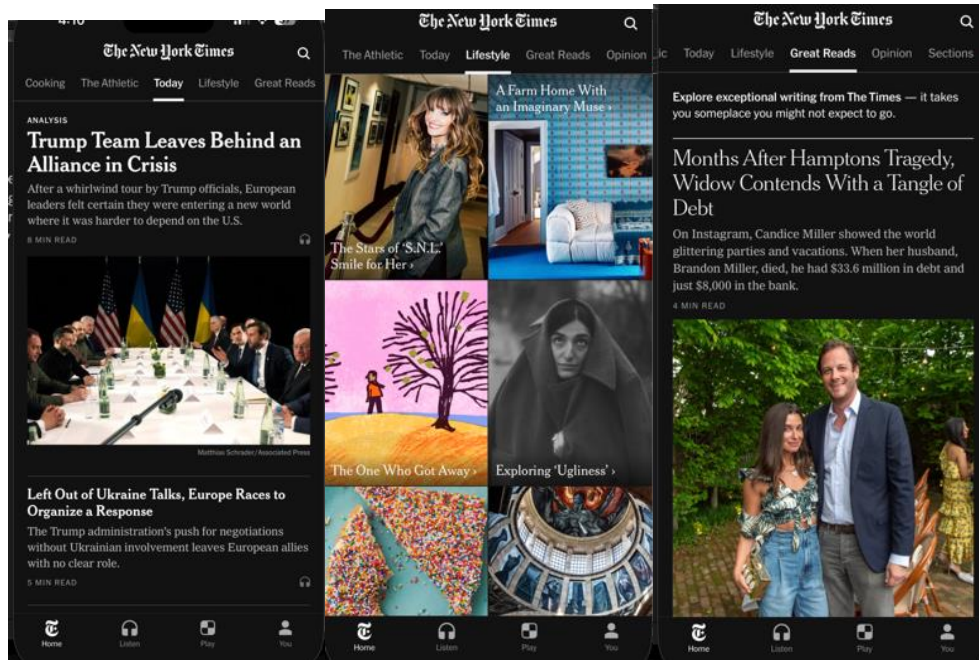 The New York Times
Cooking The Athletic Today Lifestyle Great Reads
ANALYSIS
Trump Team Leaves Behind an
Alliance in Crisis
After a whirlwind tour by Trump officials, European
leaders felt certain they were entering a new world
where it was harder to depend on the U.S.
8 MIN READ
Matthias Schrader/Associated Press
Left Out of Ukraine Talks, Europe Races to
Organize a Response
The Trump administration's push for negotiations
without Ukrainian involvement leaves European allies
with no clear role.
5 MIN READ
Home Listen Play You
The New York Times
The Athletic Today Lifestyle Great Reads Opinion
The Stars of 'S.N.L.'
Smile for Her ›
A Farm Home With
an Imaginary Muse ›
The One Who Got Away ›
Exploring 'Ugliness' ›
Home Listen Play You
The New York Times
ic Today Lifestyle Great Reads Opinion Sections
Explore exceptional writing from The Times — it takes
you someplace you might not expect to go.
Months After Hamptons Tragedy,
Widow Contends With a Tangle of
Debt
On Instagram, Candice Miller showed the world
glittering parties and vacations. When her husband,
Brandon Miller, died, he had $33.6 million in debt and
just $8,000 in the bank.
4 MIN READ
Home Listen Play You